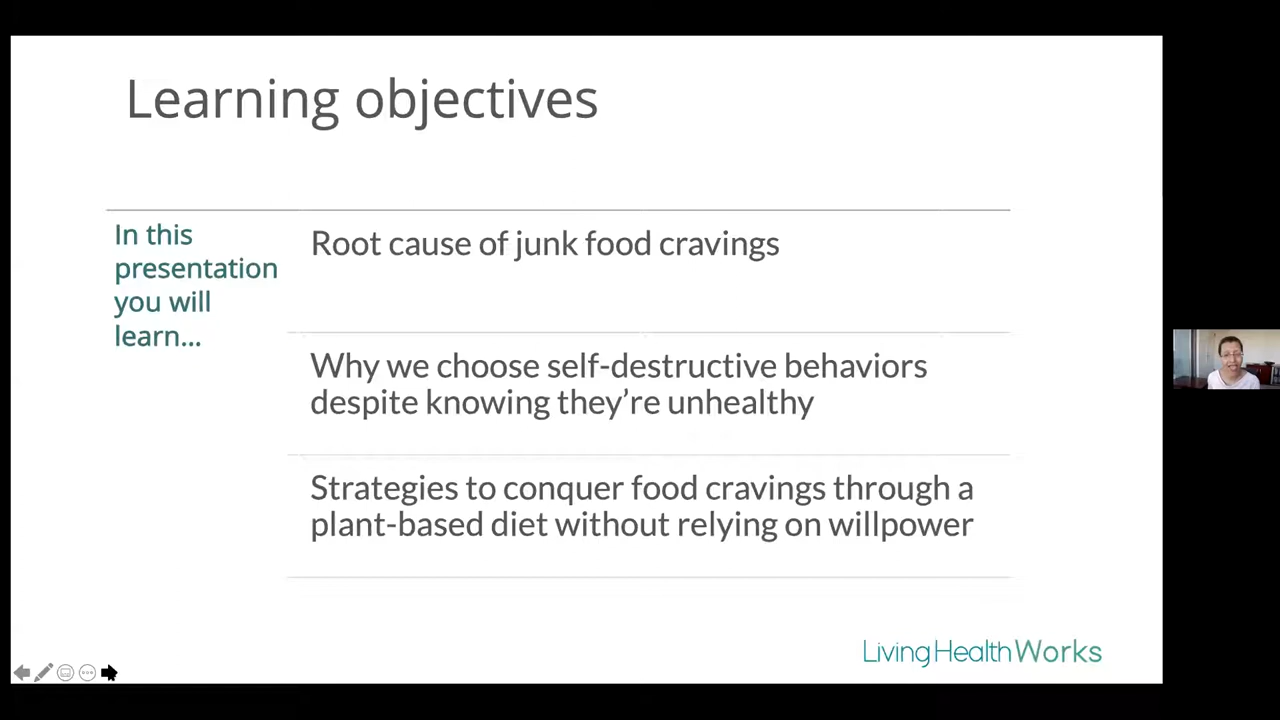 Learning objectives
In this
presentation
you will
learn...
Root cause of junk food cravings
Why we choose self-destructive behaviors
despite knowing they're unhealthy
Strategies to conquer food cravings through a
plant-based diet without relying on willpower
LivingHealthWorks